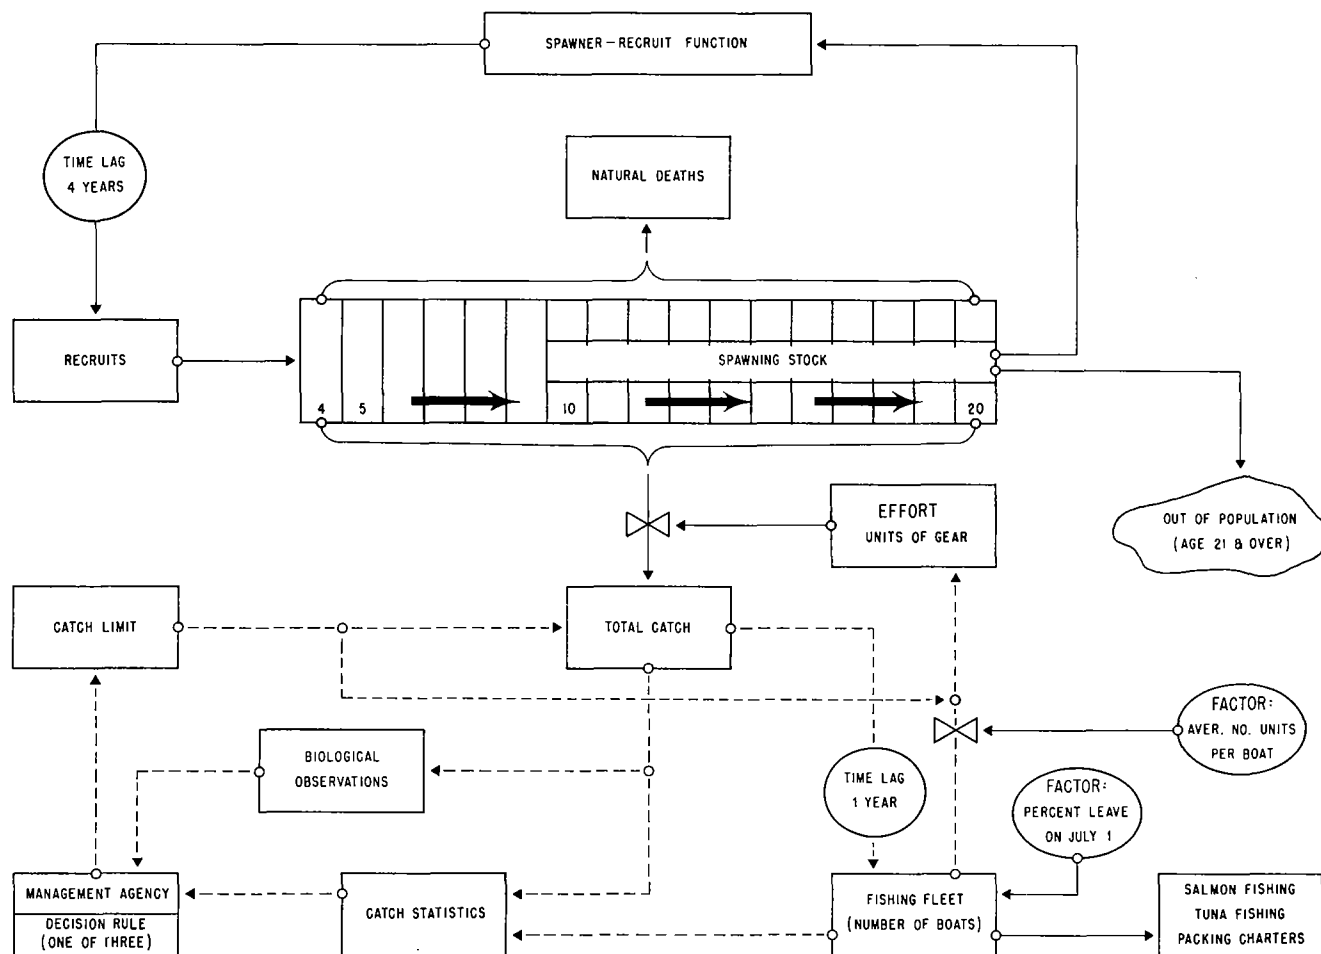 SPAWNER-RECRUIT FUNCTION
TIME LAG
4 YEARS
NATURAL DEATHS
RECRUITS
SPAWNING STOCK
4 5 10 20
EFFORT
UNITS OF GEAR
OUT OF POPULATION
(AGE 21 & OVER)
CATCH LIMIT
TOTAL CATCH
FACTOR:
AVER. NO. UNITS
PER BOAT
BIOLOGICAL
OBSERVATIONS
TIME LAG
1 YEAR
FACTOR:
PERCENT LEAVE
ON JULY 1
MANAGEMENT AGENCY
DECISION RULE
(ONE OF THREE)
CATCH STATISTICS
FISHING FLEET
(NUMBER OF BOATS)
SALMON FISHING
TUNA FISHING
PACKING CHARTERS